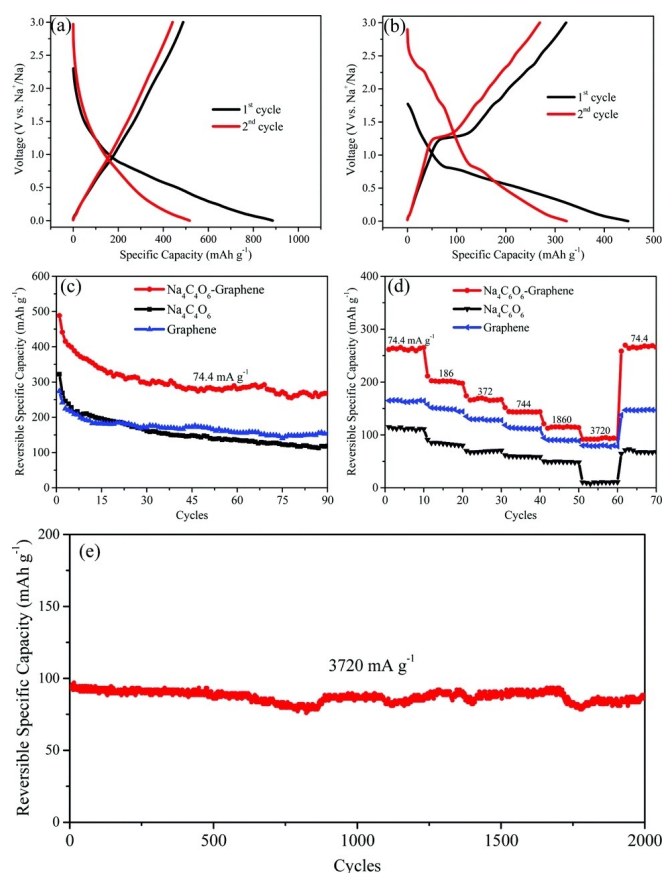 (a)
3.0
2.5
2.0
1.5
1.0
0.5
0.0
Voltage (V vs. Na⁺/Na)
1ˢᵗ cycle
2ⁿᵈ cycle
0 200 400 600 800 1000
Specific Capacity (mAh g⁻¹)
(b)
3.0
2.5
2.0
1.5
1.0
0.5
0.0
Voltage (V vs. Na⁺/Na)
1ˢᵗ cycle
2ⁿᵈ cycle
0 100 200 300 400 500
Specific Capacity (mAh g⁻¹)
(c)
600
500
400
300
200
100
0
Reversible Specific Capacity (mAh g⁻¹)
Na₄C₄O₆-Graphene
Na₄C₄O₆
Graphene
74.4 mA g⁻¹
0 15 30 45 60 75 90
Cycles
(d)
400
300
200
100
0
Reversible Specific Capacity (mAh g⁻¹)
Na₄C₆O₆-Graphene
Na₄C₆O₆
Graphene
74.4 mA g⁻¹
186
372
744
1860
3720
74.4
0 10 20 30 40 50 60 70
Cycles
(e)
200
150
100
50
0
Reversible Specific Capacity (mAh g⁻¹)
3720 mA g⁻¹
0 500 1000 1500 2000
Cycles